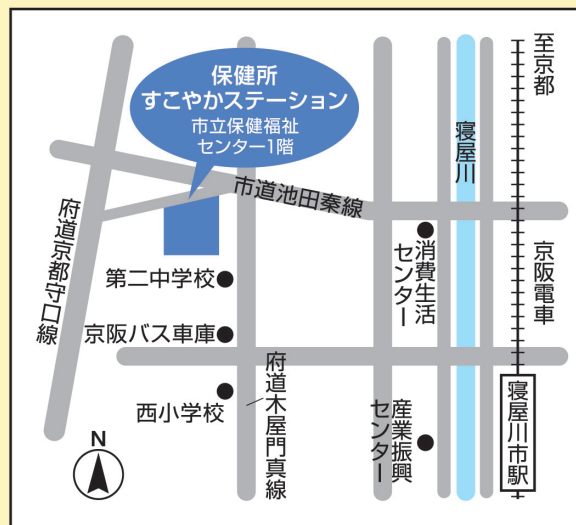 保健所
すこやかステーション
市立保健福祉
センター1階
至京都
寝屋川
市道池田秦線
府道京都守口線
消費生活
センター
京阪電車
第二中学校
京阪バス車庫
西小学校
府道木屋門真線
産業振興
センター
寝屋川市駅
N